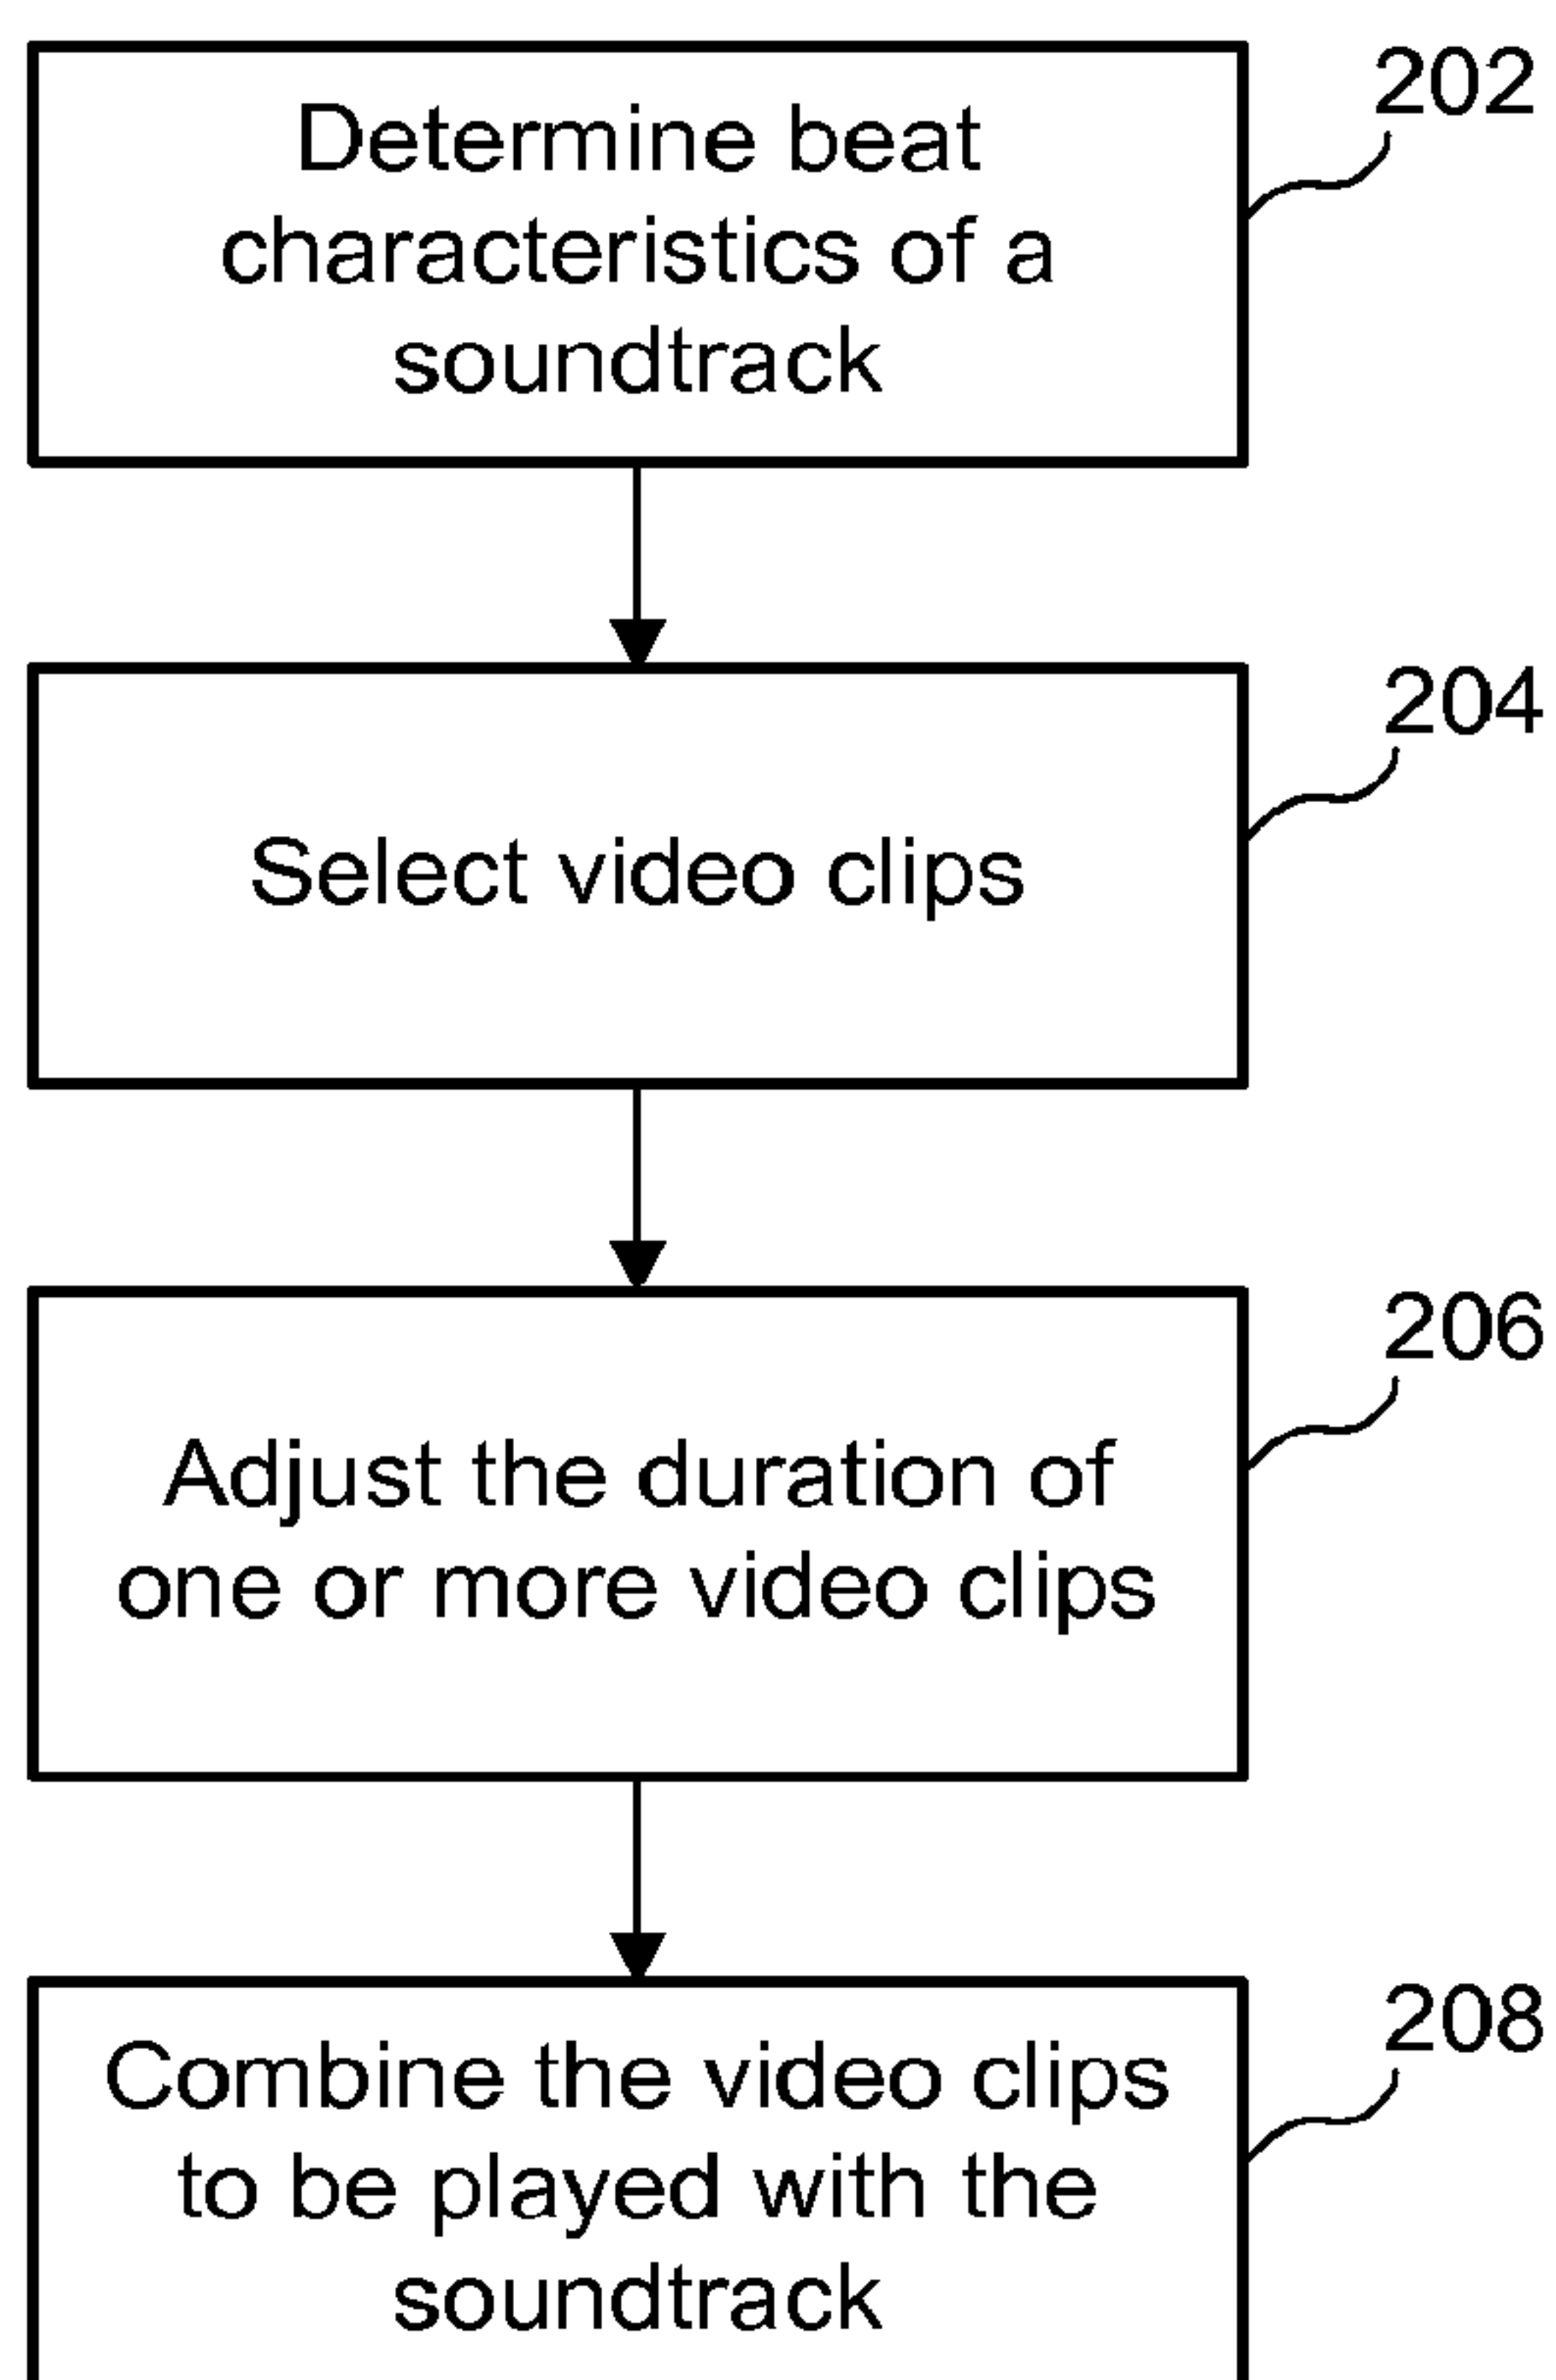 Determine beat
characteristics of a
soundtrack
202
Select video clips
204
Adjust the duration of
one or more video clips
206
Combine the video clips
to be played with the
soundtrack
208